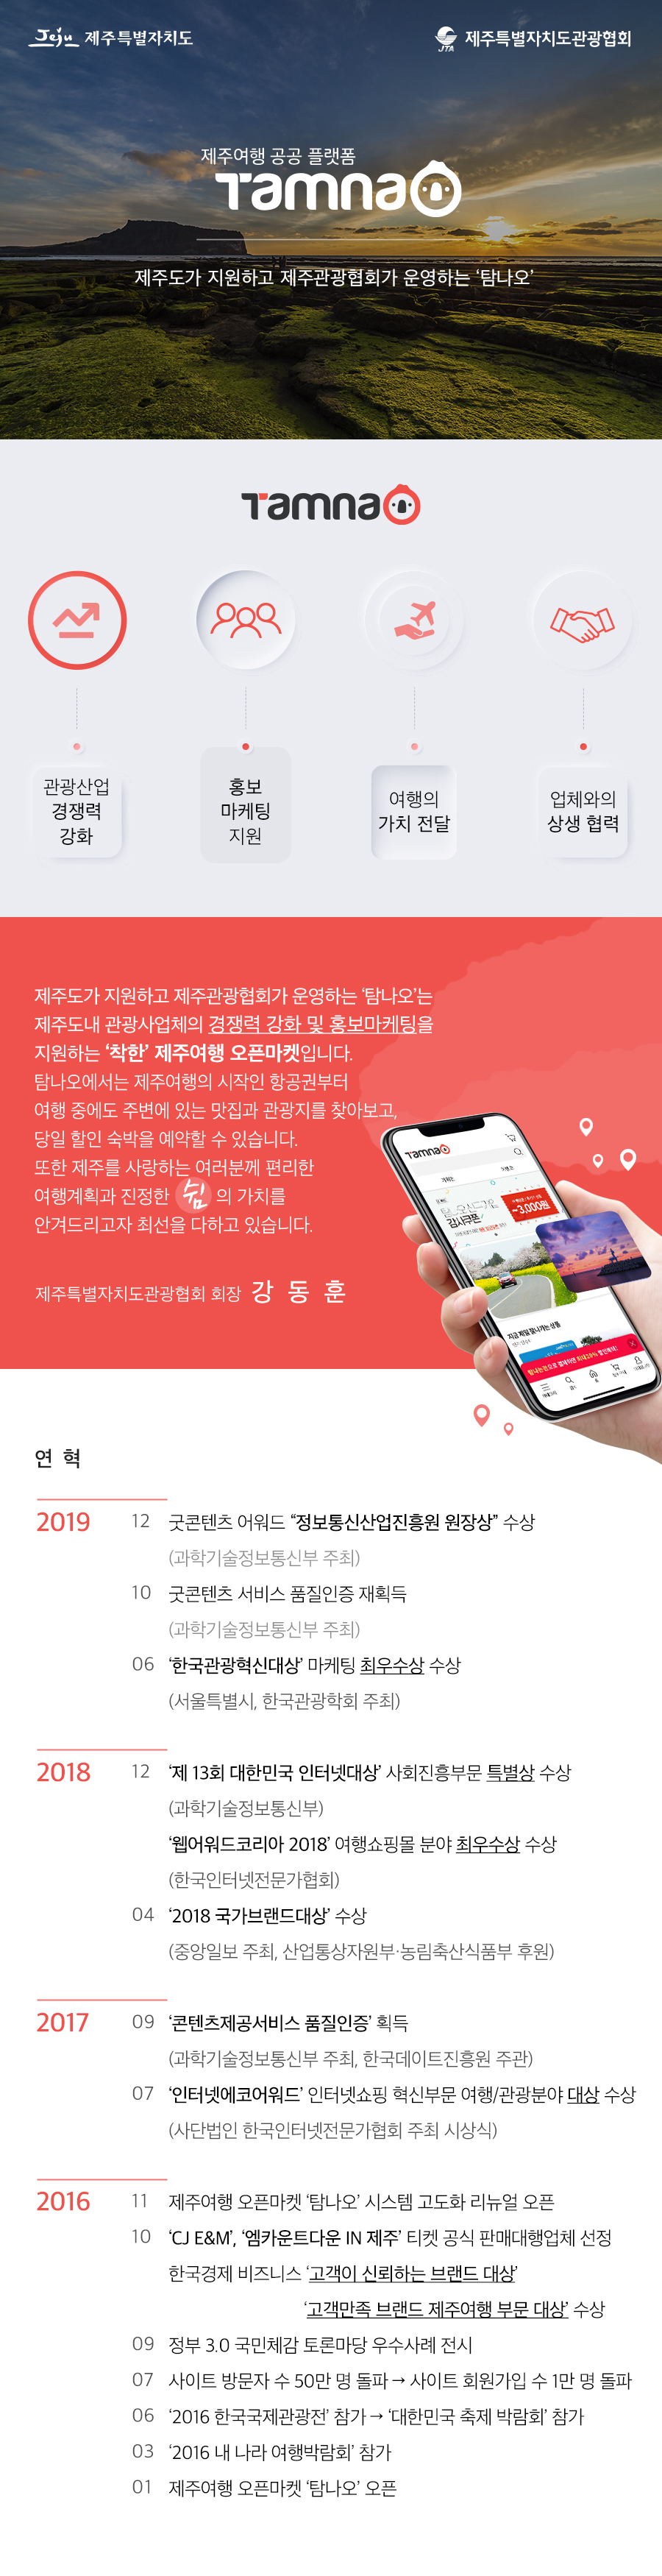 Jeju 제주특별자치도
JTA 제주특별자치도관광협회
제주여행 공공 플랫폼
Tamnao
제주도가 지원하고 제주관광협회가 운영하는 ‘탐나오’
Tamnao
관광산업
경쟁력
강화
홍보
마케팅
지원
여행의
가치 전달
업체와의
상생 협력
제주도가 지원하고 제주관광협회가 운영하는 ‘탐나오’는
제주도내 관광사업체의 경쟁력 강화 및 홍보마케팅을
지원하는 ‘착한’ 제주여행 오픈마켓입니다.
탐나오에서는 제주여행의 시작인 항공권부터
여행 중에도 주변에 있는 맛집과 관광지를 찾아보고,
당일 할인 숙박을 예약할 수 있습니다.
또한 제주를 사랑하는 여러분께 편리한
여행계획과 진정한 쉼 의 가치를
안겨드리고자 최선을 다하고 있습니다.
제주특별자치도관광협회 회장 강 동 훈
Tamnao
감사쿠폰
~3,000원
연 혁
2019 12 굿콘텐츠 어워드 “정보통신산업진흥원 원장상” 수상
(과학기술정보통신부 주최)
10 굿콘텐츠 서비스 품질인증 재획득
(과학기술정보통신부 주최)
06 ‘한국관광혁신대상’ 마케팅 최우수상 수상
(서울특별시, 한국관광학회 주최)
2018 12 ‘제 13회 대한민국 인터넷대상’ 사회진흥부문 특별상 수상
(과학기술정보통신부)
‘웹어워드코리아 2018’ 여행쇼핑몰 분야 최우수상 수상
(한국인터넷전문가협회)
04 ‘2018 국가브랜드대상’ 수상
(중앙일보 주최, 산업통상자원부·농림축산식품부 후원)
2017 09 ‘콘텐츠제공서비스 품질인증’ 획득
(과학기술정보통신부 주최, 한국데이트진흥원 주관)
07 ‘인터넷에코어워드’ 인터넷쇼핑 혁신부문 여행/관광분야 대상 수상
(사단법인 한국인터넷전문가협회 주최 시상식)
2016 11 제주여행 오픈마켓 ‘탐나오’ 시스템 고도화 리뉴얼 오픈
10 ‘CJ E&M’, ‘엠카운트다운 IN 제주’ 티켓 공식 판매대행업체 선정
한국경제 비즈니스 ‘고객이 신뢰하는 브랜드 대상’
‘고객만족 브랜드 제주여행 부문 대상’ 수상
09 정부 3.0 국민체감 토론마당 우수사례 전시
07 사이트 방문자 수 50만 명 돌파 → 사이트 회원가입 수 1만 명 돌파
06 ‘2016 한국국제관광전’ 참가 → ‘대한민국 축제 박람회’ 참가
03 ‘2016 내 나라 여행박람회’ 참가
01 제주여행 오픈마켓 ‘탐나오’ 오픈